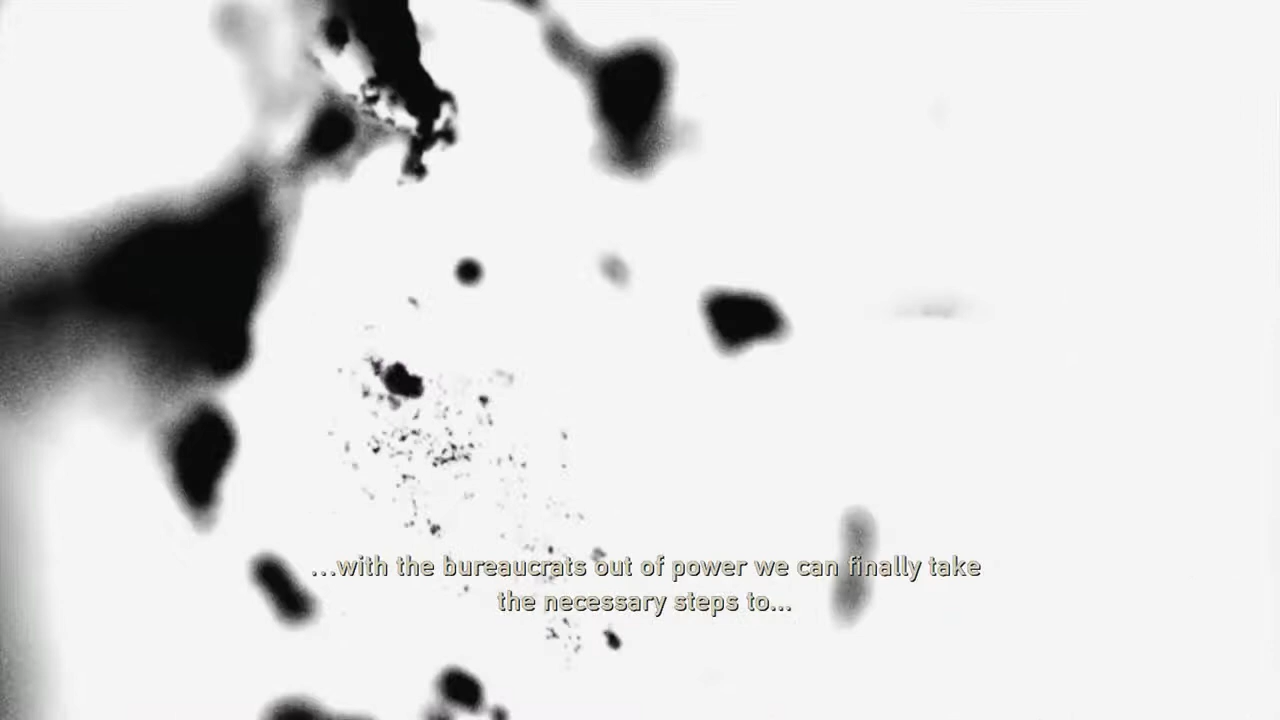 ...with the bureaucrats out of power we can finally take
the necessary steps to...